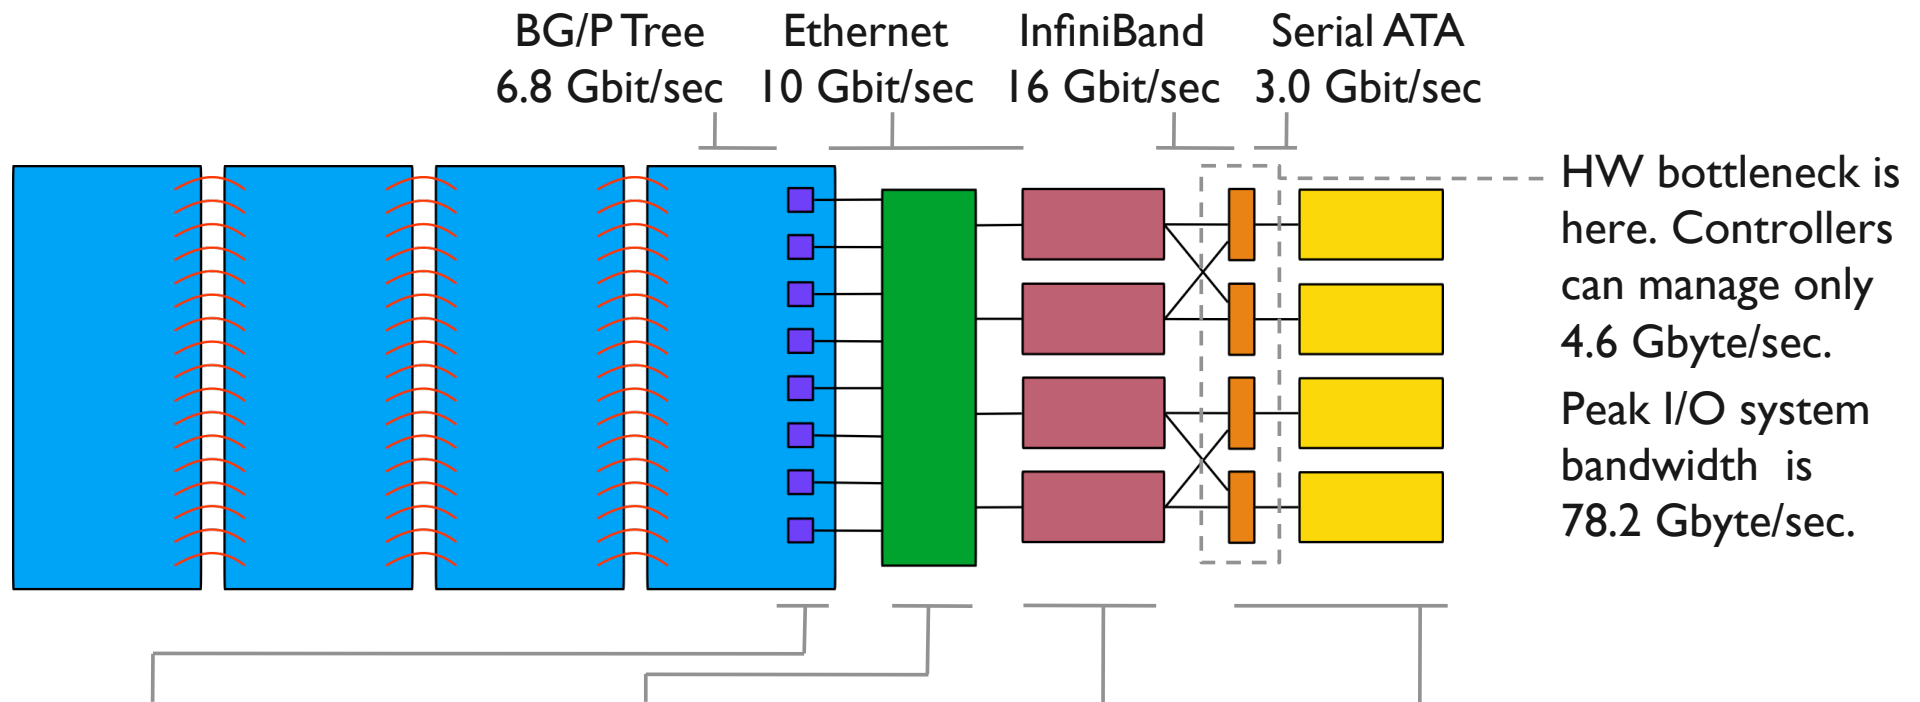 BG/P Tree
6.8 Gbit/sec
Ethernet
10 Gbit/sec
InfiniBand
16 Gbit/sec
Serial ATA
3.0 Gbit/sec
HW bottleneck is
here. Controllers
can manage only
4.6 Gbyte/sec.
Peak I/O system
bandwidth is
78.2 Gbyte/sec.